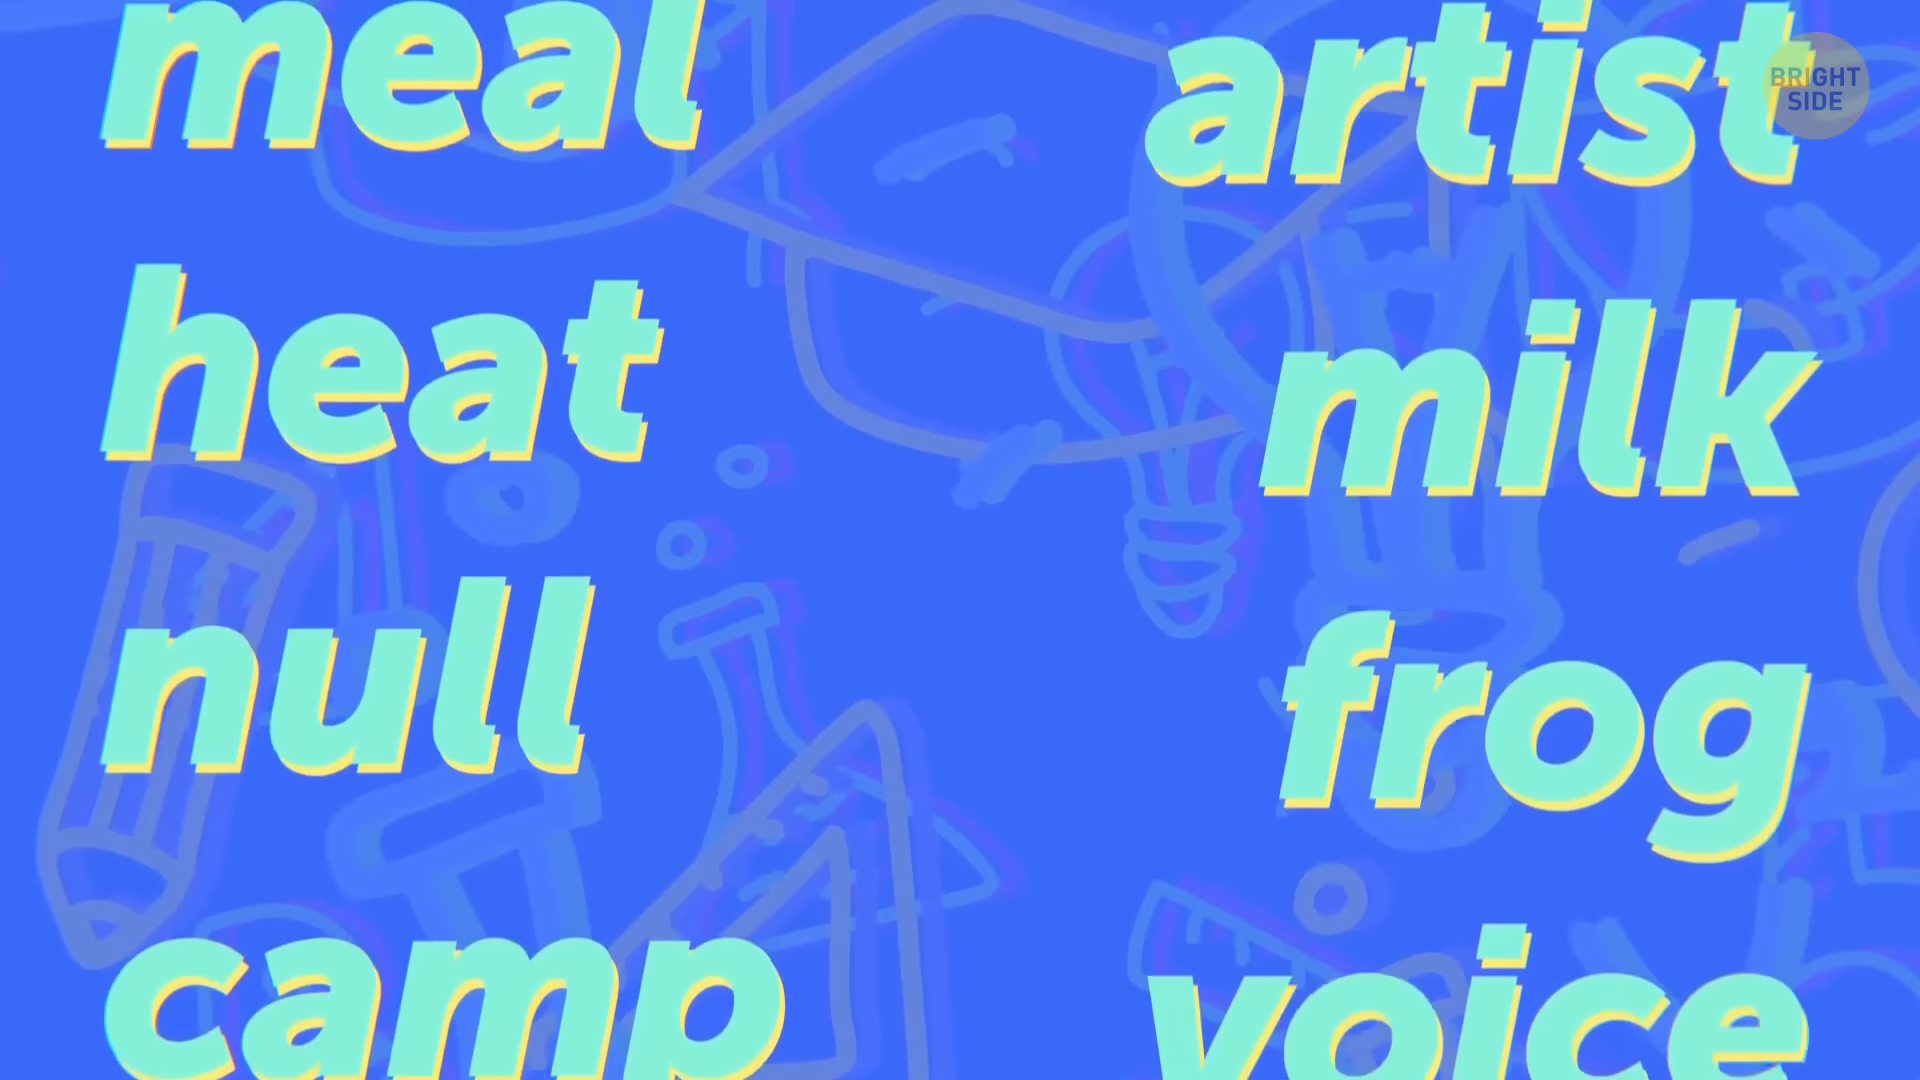 meal
heat
null
camp
artist
milk
frog
voice
BRIGHT
SIDE